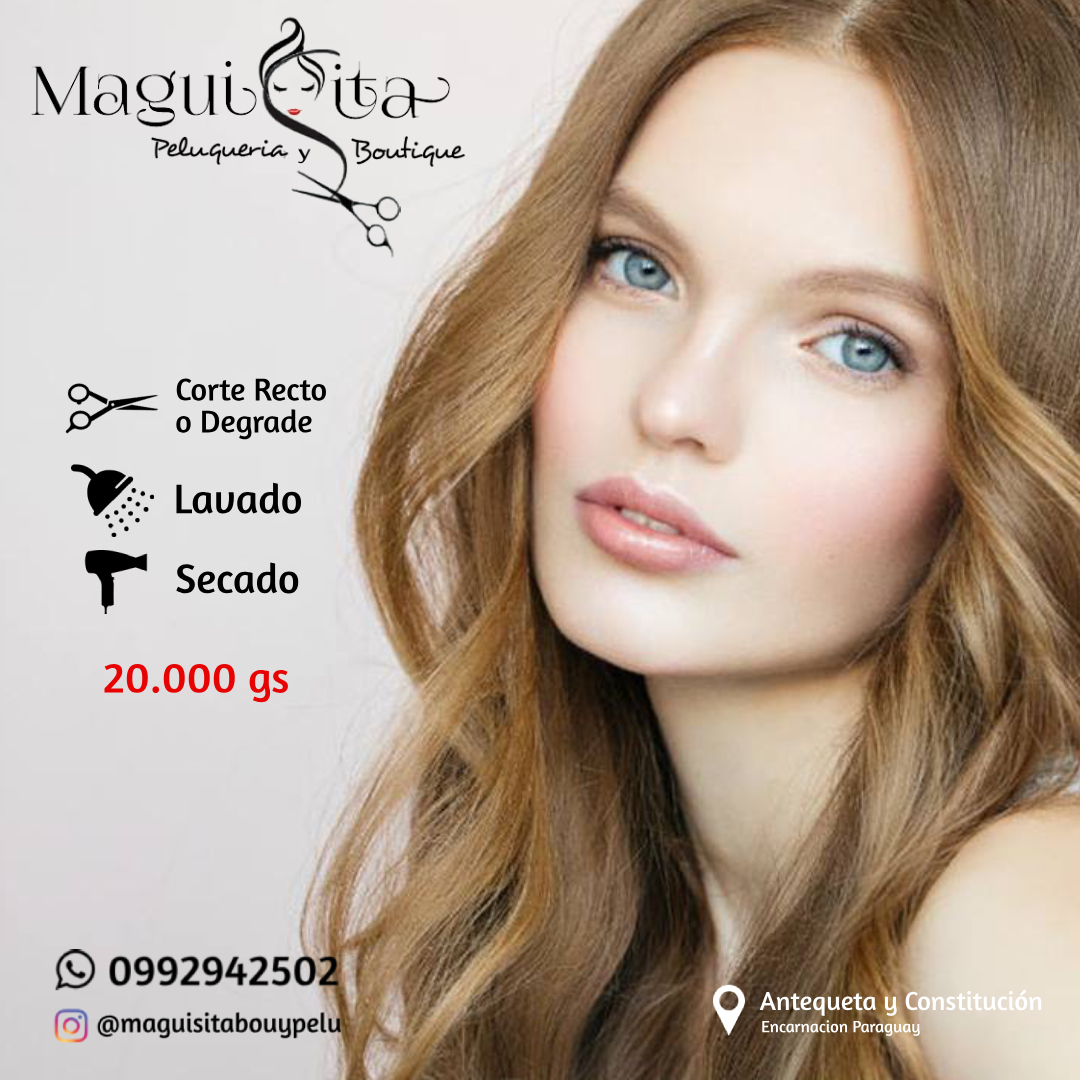 Maguisita
Peluqueria y Boutique
Corte Recto
o Degrade
Lavado
Secado
20.000 gs
0992942502
@maguisitabouypelu
Antequeta y Constitución
Encarnacion Paraguay